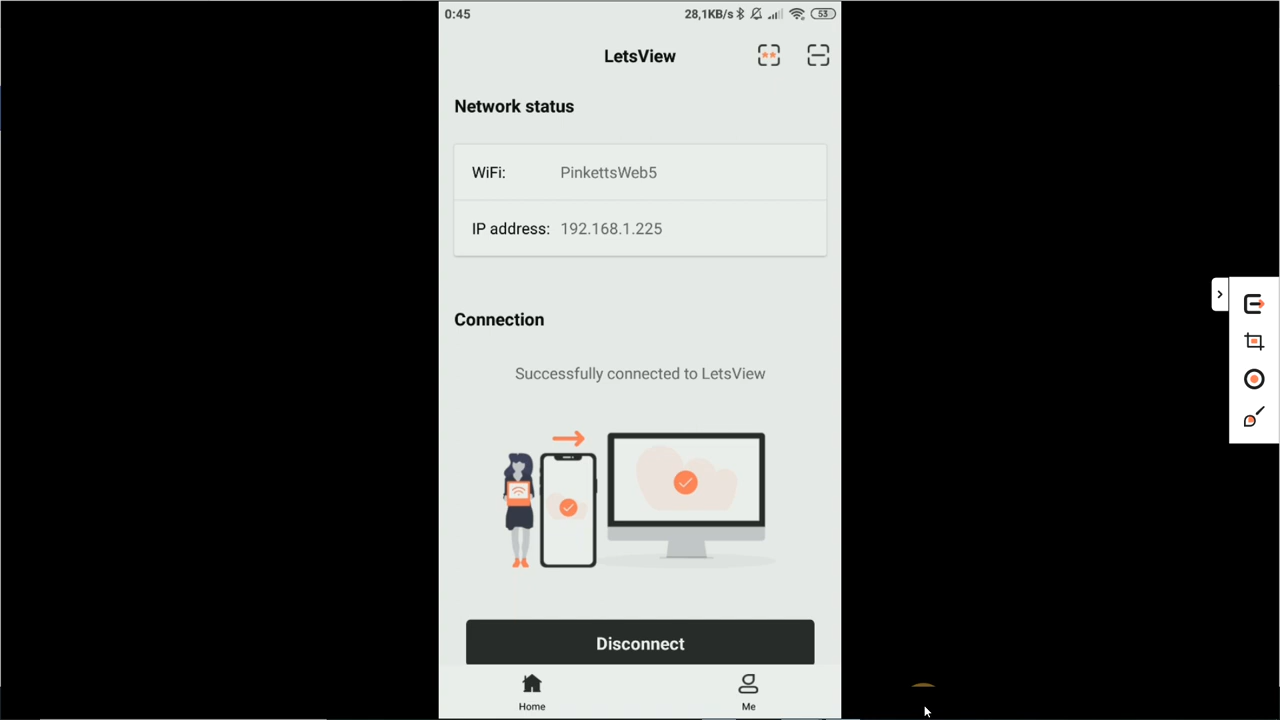 0:45 28,1KB/s 53
LetsView
Network status
WiFi: PinkettsWeb5
IP address: 192.168.1.225
Connection
Successfully connected to LetsView
Disconnect
Home Me